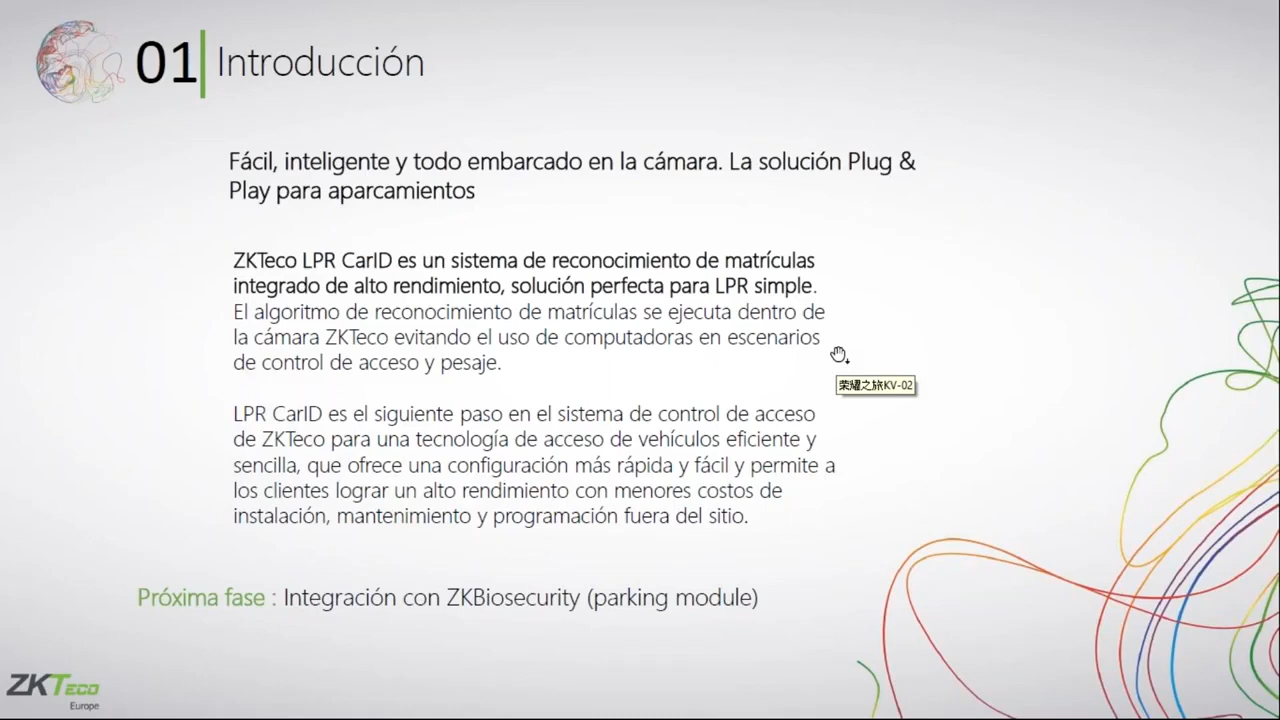 01 Introducción
Fácil, inteligente y todo embarcado en la cámara. La solución Plug &
Play para aparcamientos
ZKTeco LPR CarID es un sistema de reconocimiento de matrículas
integrado de alto rendimiento, solución perfecta para LPR simple.
El algoritmo de reconocimiento de matrículas se ejecuta dentro de
la cámara ZKTeco evitando el uso de computadoras en escenarios
de control de acceso y pesaje.
荣耀之旅KV-02
LPR CarID es el siguiente paso en el sistema de control de acceso
de ZKTeco para una tecnología de acceso de vehículos eficiente y
sencilla, que ofrece una configuración más rápida y fácil y permite a
los clientes lograr un alto rendimiento con menores costos de
instalación, mantenimiento y programación fuera del sitio.
Próxima fase : Integración con ZKBiosecurity (parking module)
ZKTECO
Europe